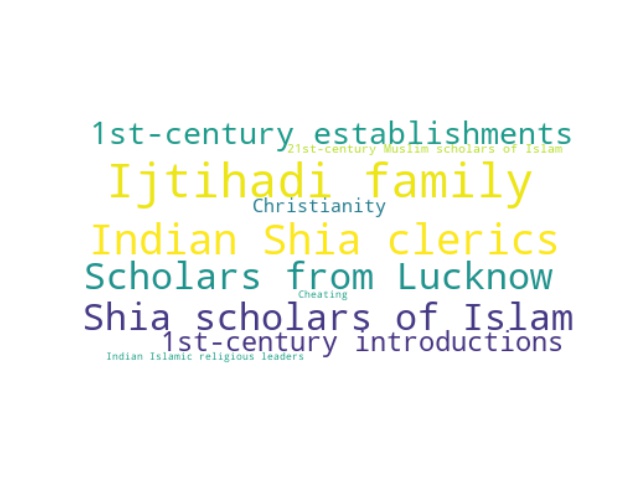 1st-century establishments
21st-century Muslim scholars of Islam
Ijtihadi family
Christianity
Indian Shia clerics
Scholars from Lucknow
Cheating
Shia scholars of Islam
1st-century introductions
Indian Islamic religious leaders